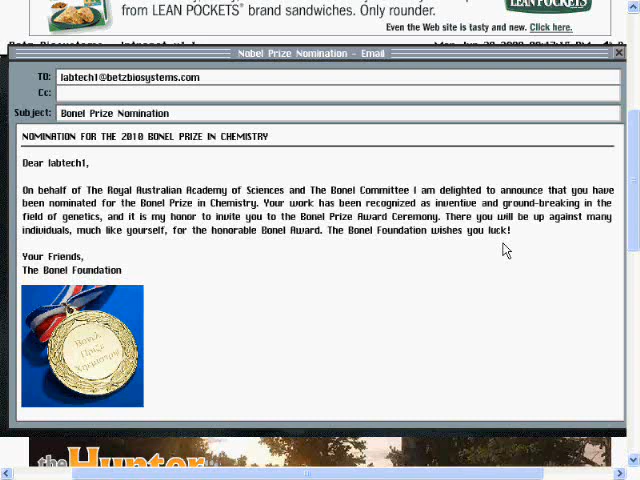 from LEAN POCKETS® brand sandwiches. Only rounder.
LEAN POCKETS
Even the Web site is tasty and new. Click here.
Nobel Prize Nomination - Email
TO: labtech1@betzbiosystems.com
Cc:
Subject: Bonel Prize Nomination
NOMINATION FOR THE 2010 BONEL PRIZE IN CHEMISTRY
Dear labtech1,
On behalf of The Royal Australian Academy of Sciences and The Bonel Committee I am delighted to announce that you have
been nominated for the Bonel Prize in Chemistry. Your work has been recognized as inventive and ground-breaking in the
field of genetics, and it is my honor to invite you to the Bonel Prize Award Ceremony. There you will be up against many
individuals, much like yourself, for the honorable Bonel Award. The Bonel Foundation wishes you luck!
Your Friends,
The Bonel Foundation
the Hunter